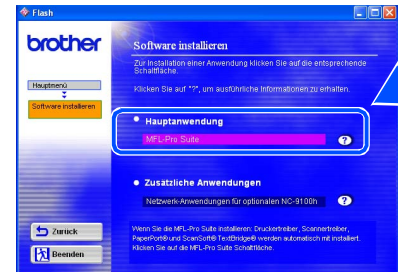 Flash
brother
Hauptmenü
Software installieren
Zurück
Beenden
Software installieren
Zur Installation einer Anwendung klicken Sie auf die entsprechende
Schaltfläche.
Klicken Sie auf "?", um ausführliche Informationen zu erhalten.
Hauptanwendung
MFL-Pro Suite
?
Zusätzliche Anwendungen
Netzwerk-Anwendungen für optionalen NC-9100h
?
Wenn Sie die MFL-Pro Suite installieren: Druckertreiber, Scannertreiber,
PaperPort® und ScanSoft® TextBridge® werden automatisch mit installiert.
Klicken Sie auf die MFL-Pro Suite Schaltfläche.